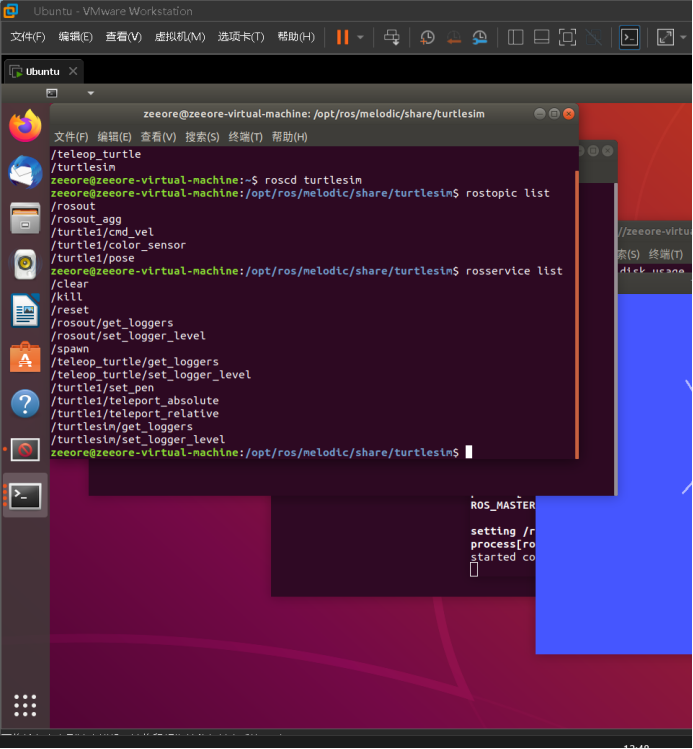 Ubuntu - VMware Workstation
文件(F) 编辑(E) 查看(V) 虚拟机(M) 选项卡(T) 帮助(H)
Ubuntu
zeeore@zeeore-virtual-machine: /opt/ros/melodic/share/turtlesim
文件(F) 编辑(E) 查看(V) 搜索(S) 终端(T) 帮助(H)
/teleop_turtle
/turtlesim
zeeore@zeeore-virtual-machine:~$ roscd turtlesim
zeeore@zeeore-virtual-machine:/opt/ros/melodic/share/turtlesim$ rostopic list
/rosout
/rosout_agg
/turtle1/cmd_vel
/turtle1/color_sensor
/turtle1/pose
zeeore@zeeore-virtual-machine:/opt/ros/melodic/share/turtlesim$ rosservice list
/clear
/kill
/reset
/rosout/get_loggers
/rosout/set_logger_level
/spawn
/teleop_turtle/get_loggers
/teleop_turtle/set_logger_level
/turtle1/set_pen
/turtle1/teleport_absolute
/turtle1/teleport_relative
/turtlesim/get_loggers
/turtlesim/set_logger_level
zeeore@zeeore-virtual-machine:/opt/ros/melodic/share/turtlesim$
//zeeore-virtu
索(S) 终端(T)
disk usage
ROS_MASTER
setting /r
process[ro
started co